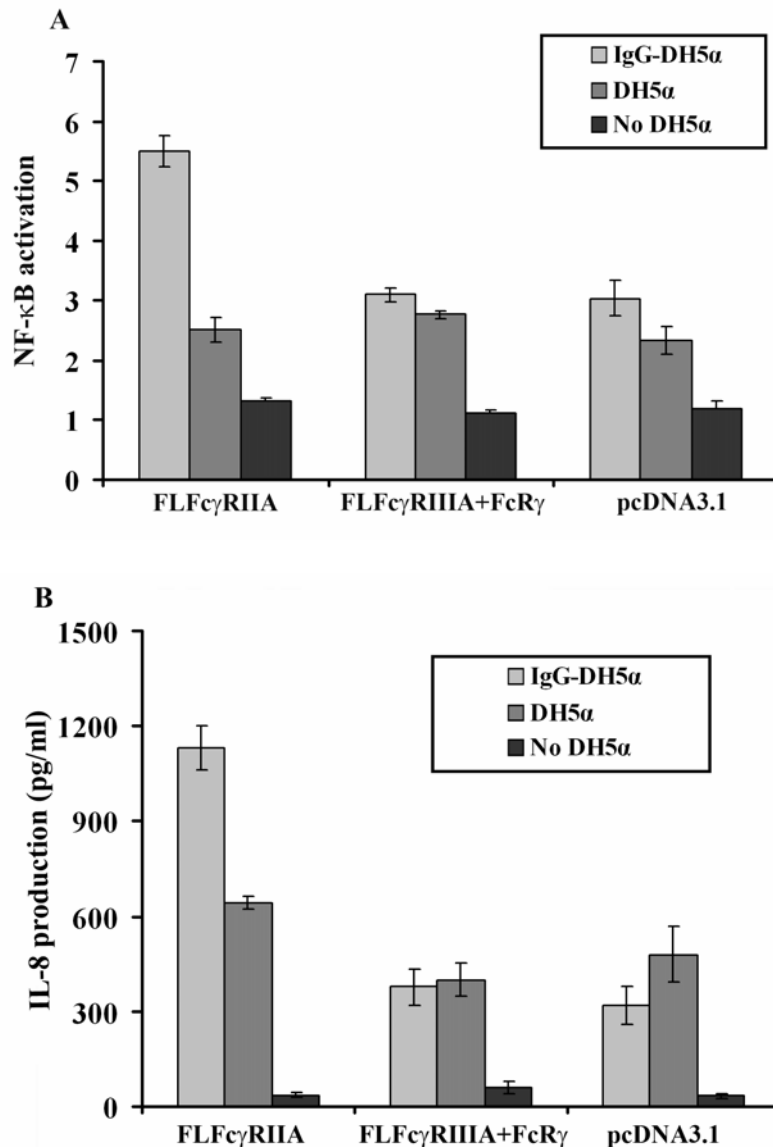 A
IgG-DH5α
DH5α
No DH5α
7
6
5
4
3
2
1
0
NF-κB activation
FLFcγRIIA FLFcγRIIIA+FcRγ pcDNA3.1
B
1500
1200
900
600
300
0
IgG-DH5α
DH5α
No DH5α
IL-8 production (pg/ml)
FLFcγRIIA FLFcγRIIIA+FcRγ pcDNA3.1